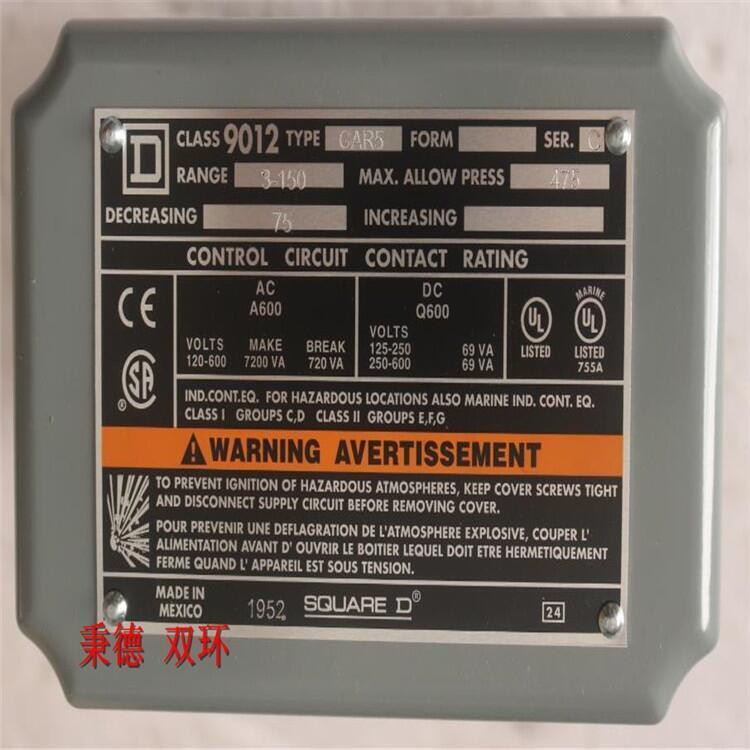 D CLASS 9012 TYPE GAR5 FORM SER. C
RANGE 3-150 MAX. ALLOW PRESS 475
DECREASING 75 INCREASING
CONTROL CIRCUIT CONTACT RATING
CE
AC
A600
VOLTS MAKE BREAK
120-600 7200 VA 720 VA
DC
Q600
VOLTS
125-250 69 VA
250-600 69 VA
UL
LISTED
MARINE
UL
LISTED
755A
SA ®
IND.CONT.EQ. FOR HAZARDOUS LOCATIONS ALSO MARINE IND. CONT. EQ.
CLASS I GROUPS C,D CLASS II GROUPS E,F,G
WARNING AVERTISSEMENT
TO PREVENT IGNITION OF HAZARDOUS ATMOSPHERES, KEEP COVER SCREWS TIGHT
AND DISCONNECT SUPPLY CIRCUIT BEFORE REMOVING COVER.
POUR PREVENIR UNE DEFLAGRATION DE L'ATMOSPHERE EXPLOSIVE, COUPER L'
ALIMENTATION AVANT D' OUVRIR LE BOITIER LEQUEL DOIT ETRE HERMETIQUEMENT
FERME QUAND L' APPAREIL EST SOUS TENSION.
MADE IN
MEXICO
1952
SQUARE D®
24
秉德 双环